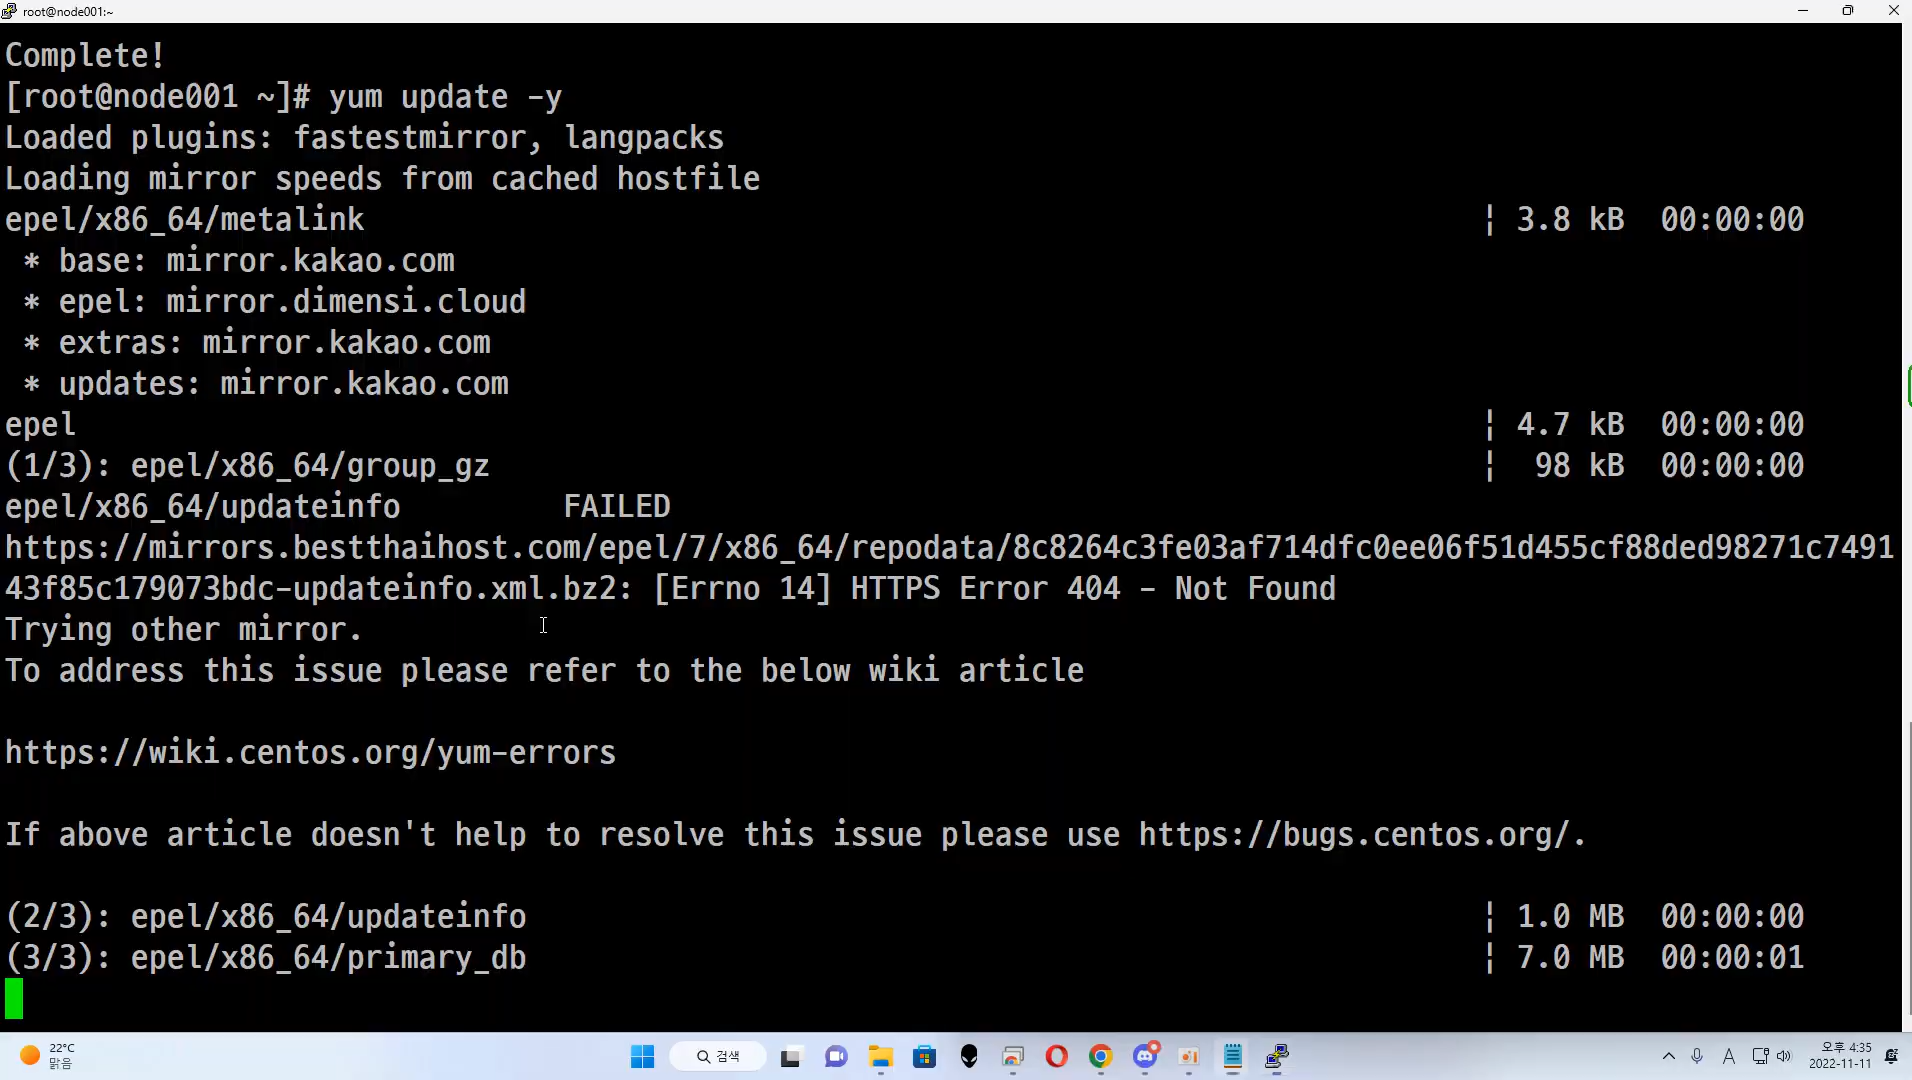 root@node001:~
Complete!
[root@node001 ~]# yum update -y
Loaded plugins: fastestmirror, langpacks
Loading mirror speeds from cached hostfile
epel/x86_64/metalink ¦ 3.8 kB 00:00:00
* base: mirror.kakao.com
* epel: mirror.dimensi.cloud
* extras: mirror.kakao.com
* updates: mirror.kakao.com
epel ¦ 4.7 kB 00:00:00
(1/3): epel/x86_64/group_gz ¦ 98 kB 00:00:00
epel/x86_64/updateinfo FAILED
https://mirrors.bestthaihost.com/epel/7/x86_64/repodata/8c8264c3fe03af714dfc0ee06f51d455cf88ded98271c7491
43f85c179073bdc-updateinfo.xml.bz2: [Errno 14] HTTPS Error 404 - Not Found
Trying other mirror.
To address this issue please refer to the below wiki article
https://wiki.centos.org/yum-errors
If above article doesn't help to resolve this issue please use https://bugs.centos.org/.
(2/3): epel/x86_64/updateinfo ¦ 1.0 MB 00:00:00
(3/3): epel/x86_64/primary_db ¦ 7.0 MB 00:00:01
22°C
맑음
검색
A
오후 4:35
2022-11-11